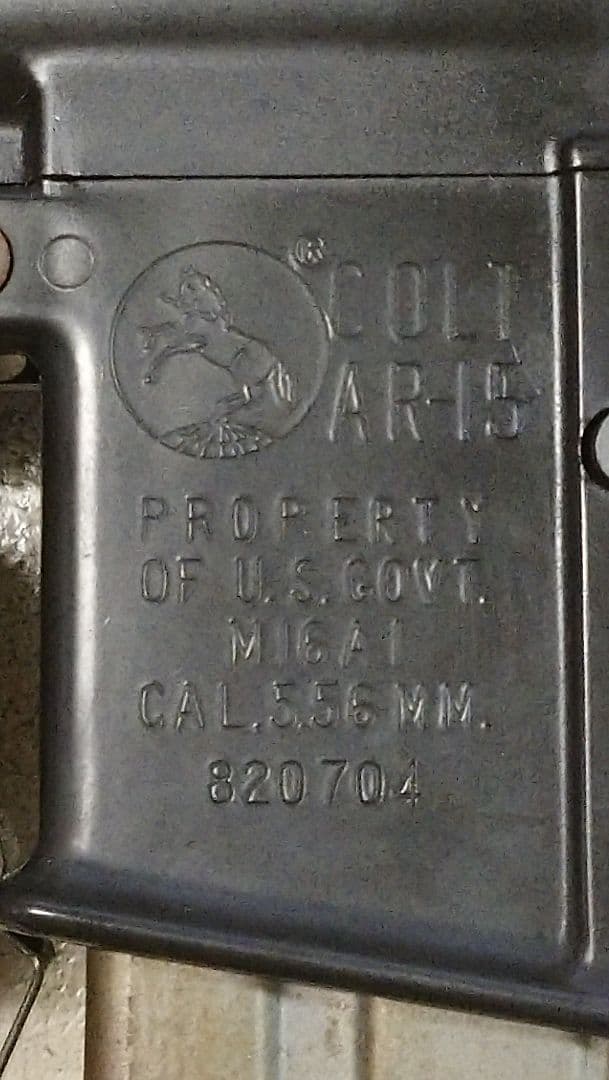 ®
COLT
AR-15
PROPERTY
OF U.S. GOVT.
M16A1
CAL. 5.56 MM.
820704